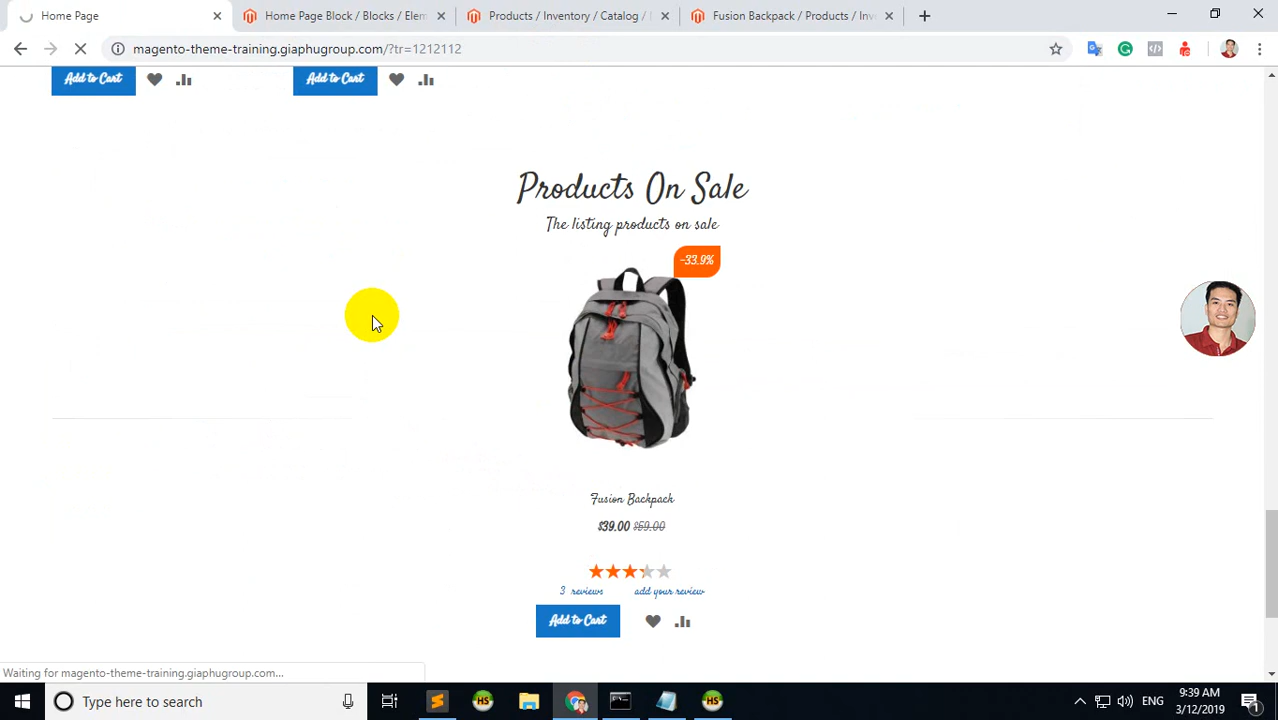 Home Page
Home Page Block / Blocks / Elem
Products / Inventory / Catalog /
Fusion Backpack / Products / Inv
magento-theme-training.giaphugroup.com/?tr=1212112
Add to Cart
Add to Cart
Products On Sale
The listing products on sale
-33.9%
Fusion Backpack
$39.00 $59.00
3 reviews add your review
Add to Cart
Waiting for magento-theme-training.giaphugroup.com...
Type here to search
HS
HS
ENG
9:39 AM
3/12/2019
1